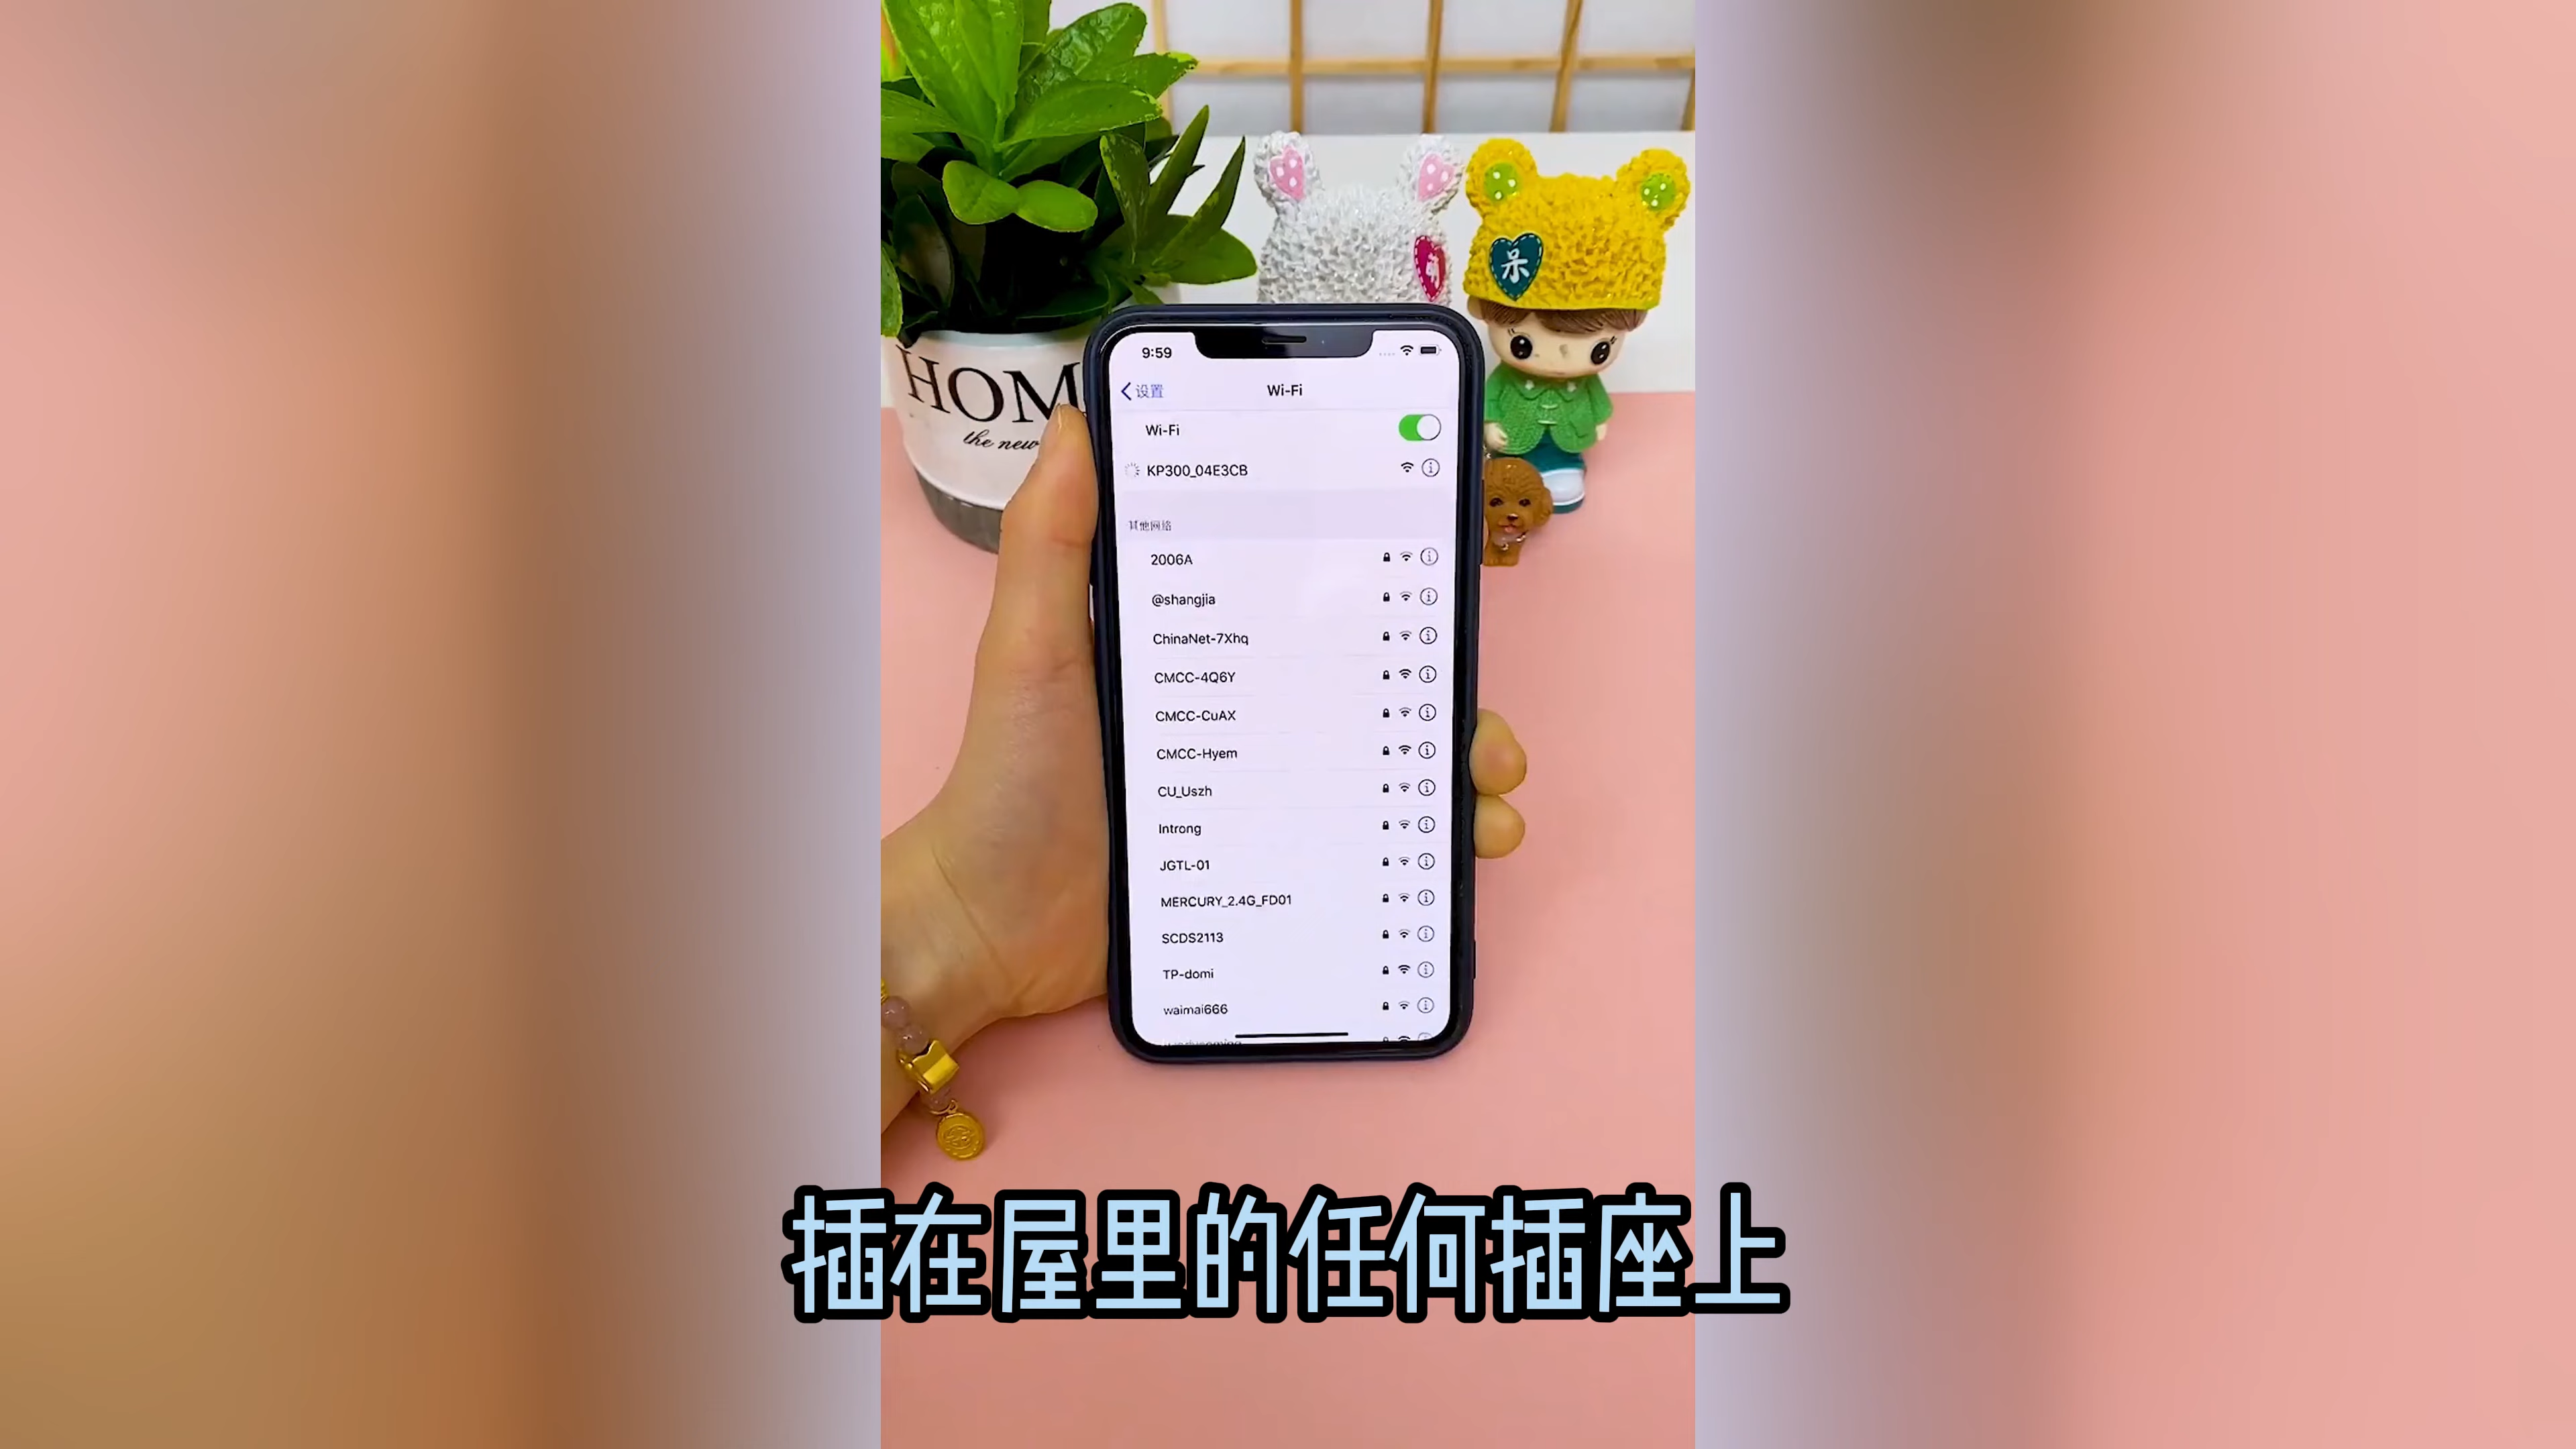 呆
HOM
the new
9:59
设置
Wi-Fi
Wi-Fi
KP300_04E3CB
其他网络
2006A
@shangjia
ChinaNet-7Xhq
CMCC-4Q6Y
CMCC-CuAX
CMCC-Hyem
CU_Uszh
Introng
JGTL-01
MERCURY_2.4G_FD01
SCDS2113
TP-domi
waimai666
插在屋里的任何插座上